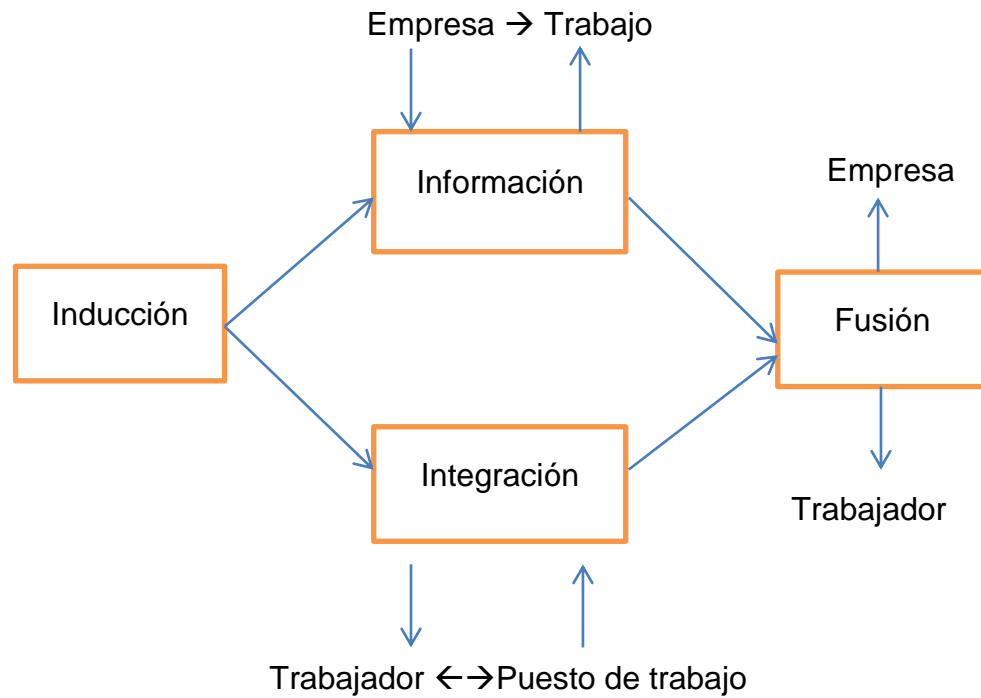 Empresa → Trabajo
Información
Empresa
Inducción
Fusión
Integración
Trabajador
Trabajador ←→Puesto de trabajo